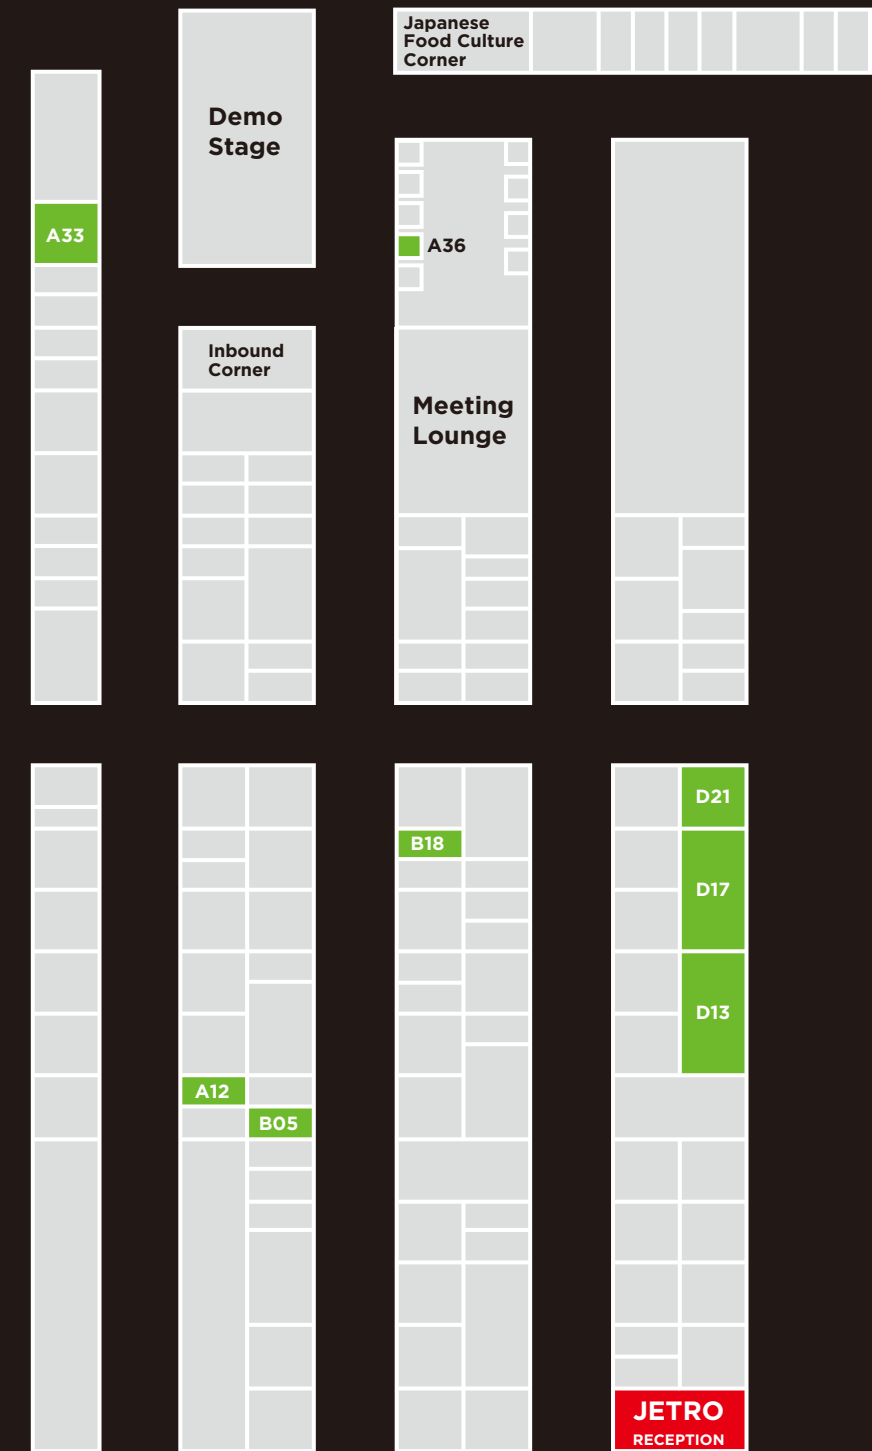 Japanese
Food Culture
Corner
Demo
Stage
A33
A36
Inbound
Corner
Meeting
Lounge
D21
B18
D17
D13
A12
B05
JETRO
RECEPTION